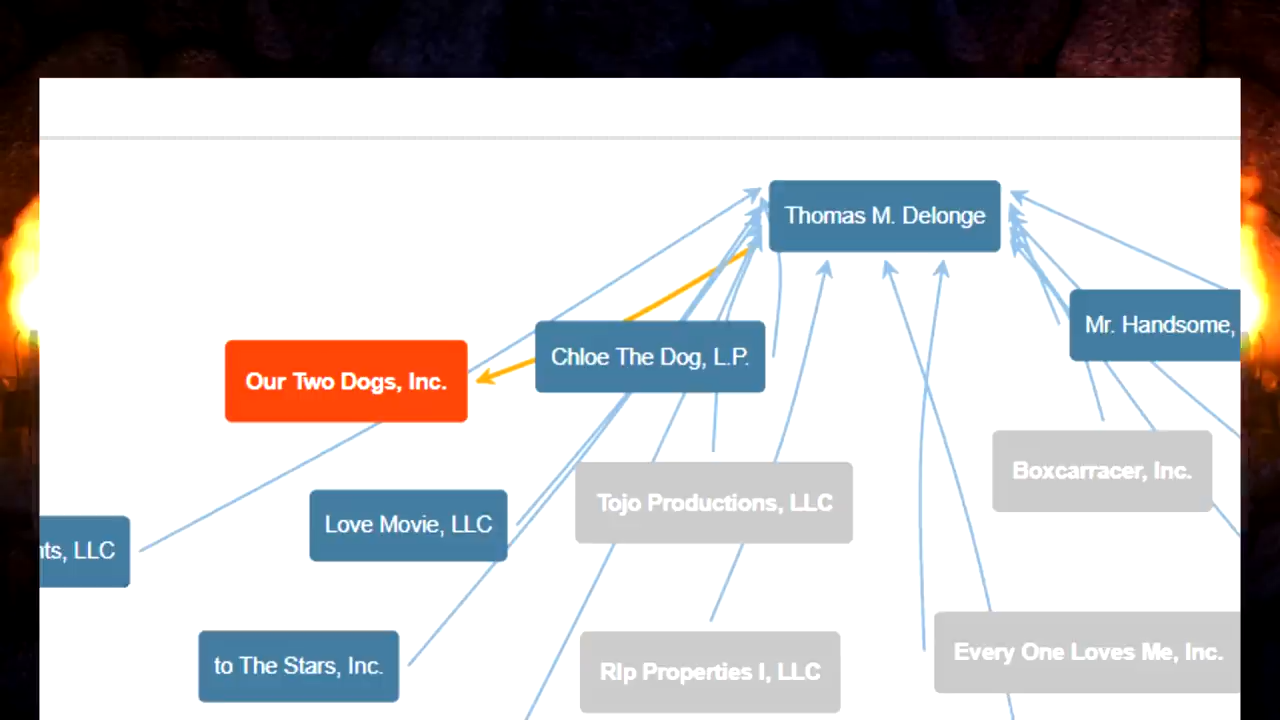 Thomas M. Delonge
Mr. Handsome,
Chloe The Dog, L.P.
Our Two Dogs, Inc.
Boxcarracer, Inc.
Tojo Productions, LLC
Love Movie, LLC
nts, LLC
Every One Loves Me, Inc.
to The Stars, Inc.
Rlp Properties I, LLC